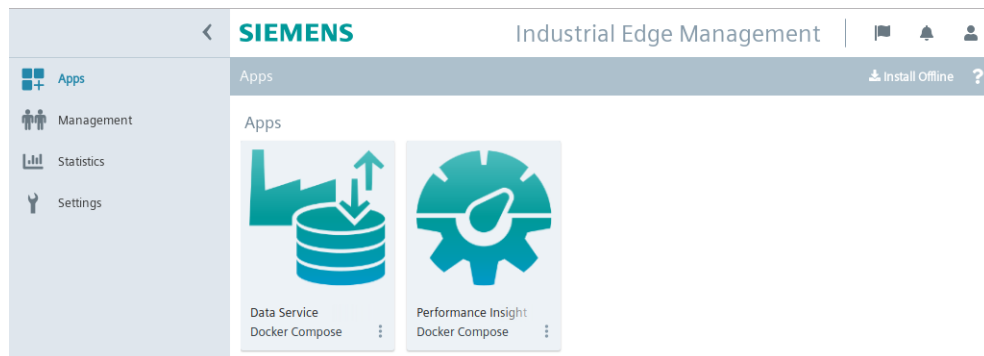 SIEMENS
Industrial Edge Management
Apps
Management
Statistics
Settings
Apps
Install Offline
?
Apps
Data Service
Docker Compose
Performance Insight
Docker Compose